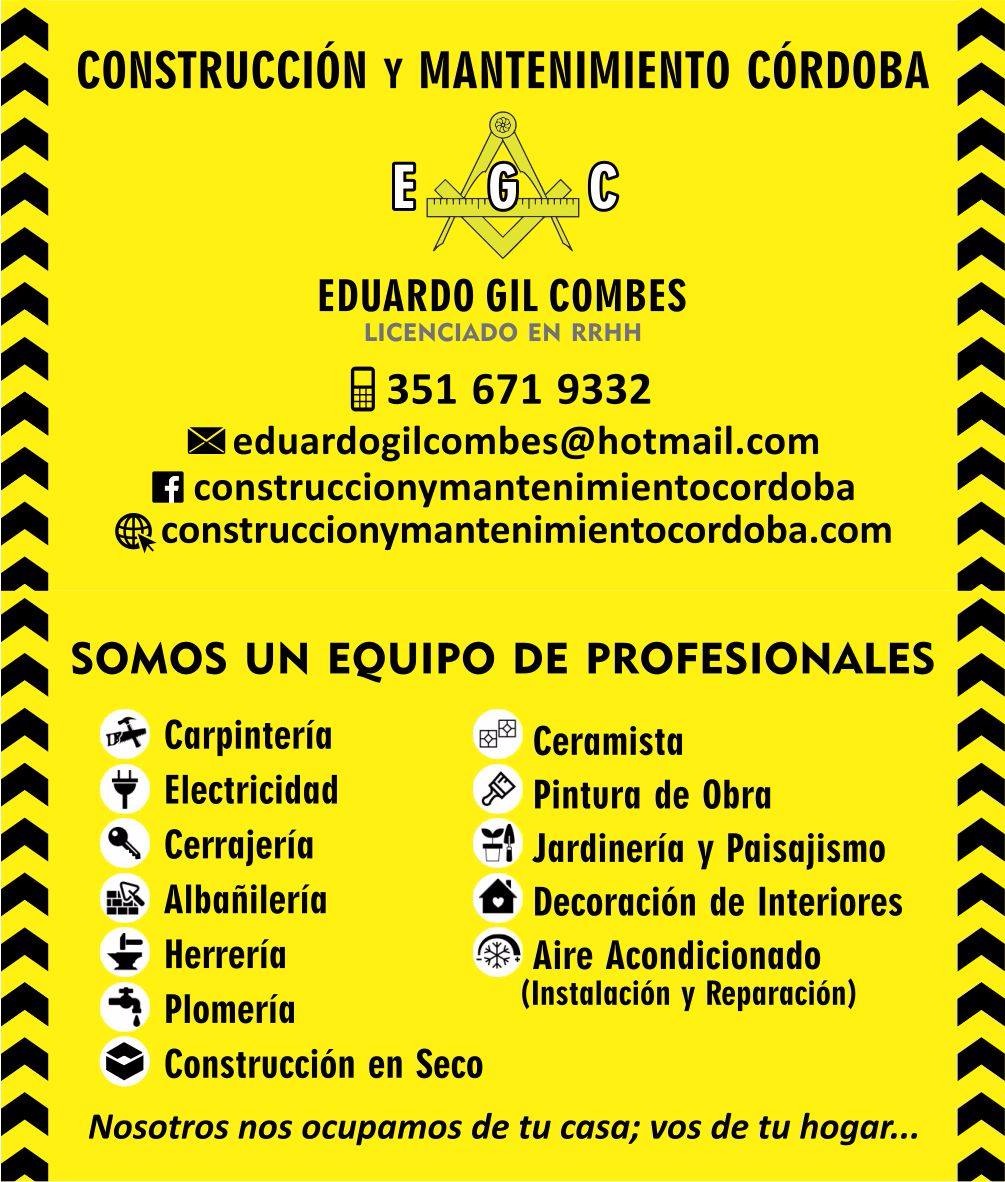 CONSTRUCCIÓN Y MANTENIMIENTO CÓRDOBA
E G C
EDUARDO GIL COMBES
LICENCIADO EN RRHH
351 671 9332
eduardogilcombes@hotmail.com
construccionymantenimientocordoba
construccionymantenimientocordoba.com
SOMOS UN EQUIPO DE PROFESIONALES
Carpintería
Electricidad
Cerrajería
Albañilería
Herrería
Plomería
Construcción en Seco
Ceramista
Pintura de Obra
Jardinería y Paisajismo
Decoración de Interiores
Aire Acondicionado
(Instalación y Reparación)
Nosotros nos ocupamos de tu casa; vos de tu hogar...